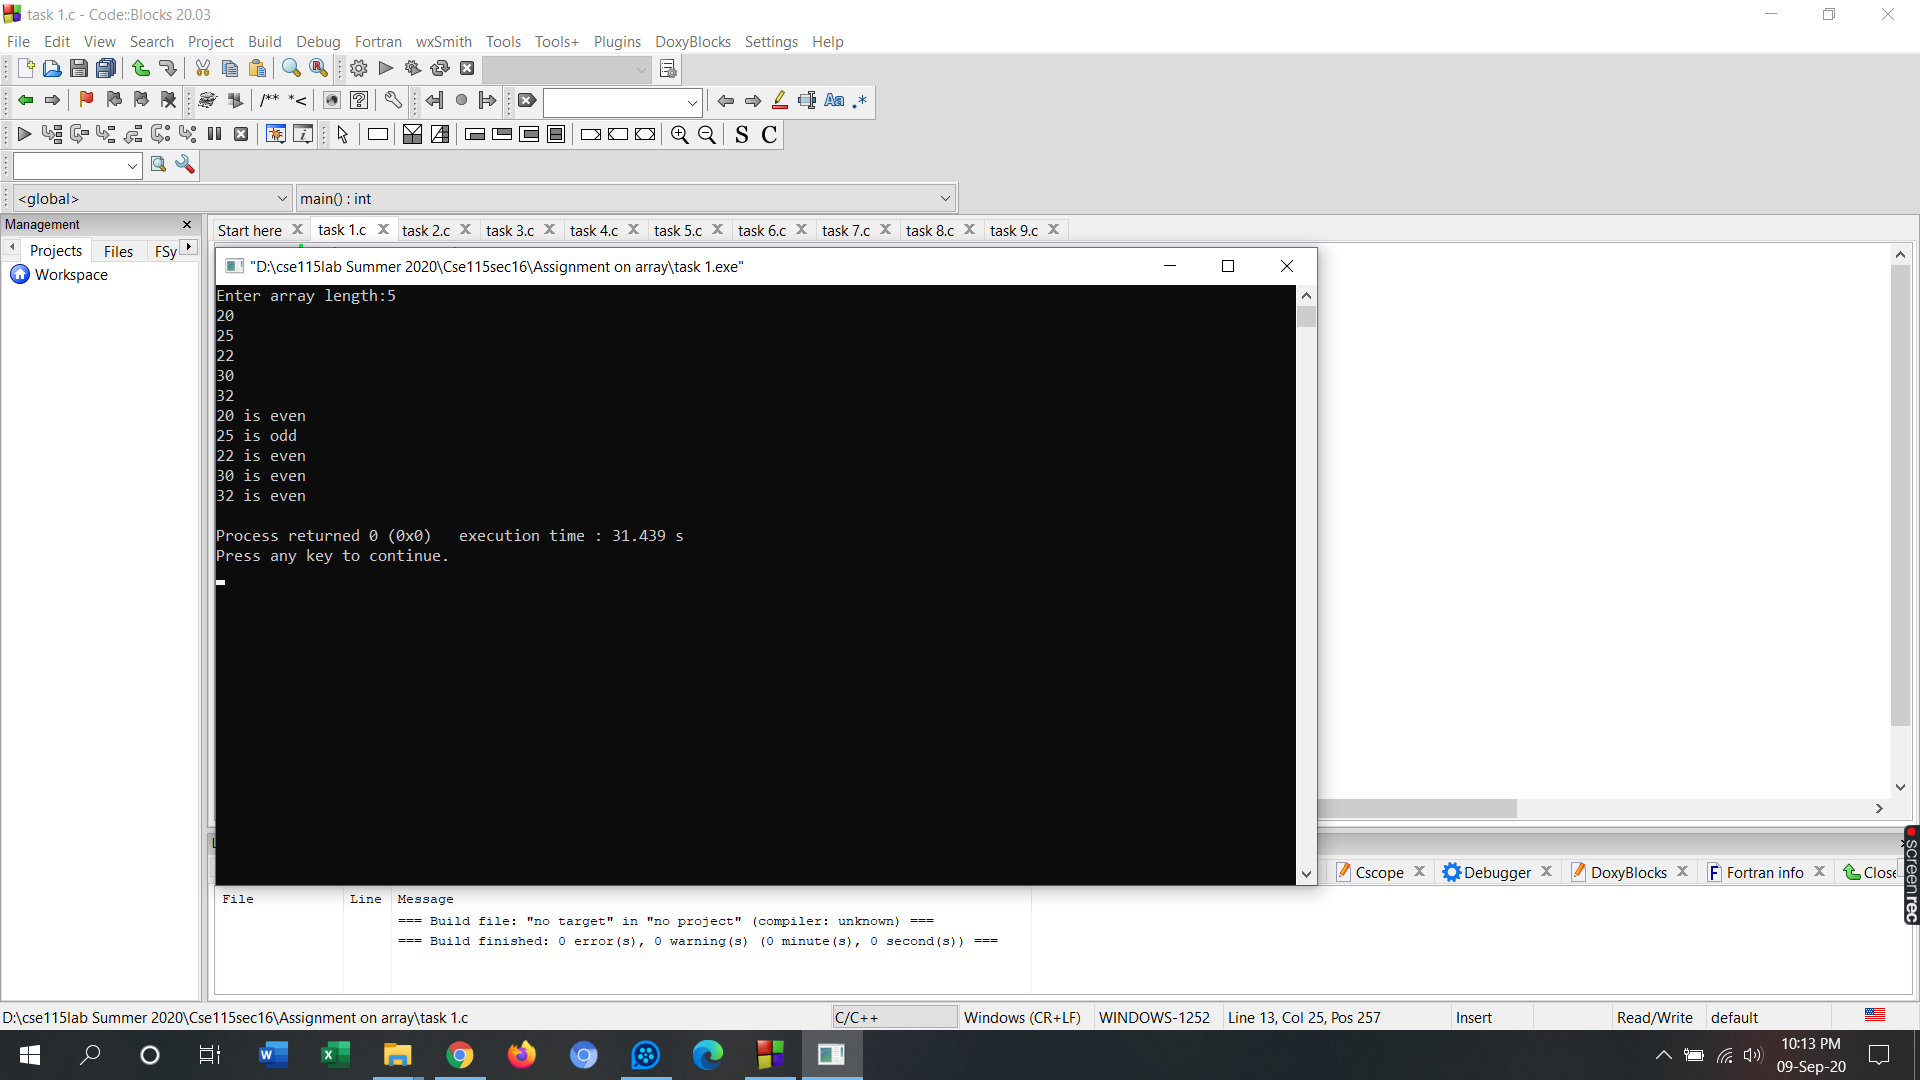 task 1.c - Code::Blocks 20.03
File Edit View Search Project Build Debug Fortran wxSmith Tools Tools+ Plugins DoxyBlocks Settings Help
/** *<
Aa .*
S C
<global> main() : int
Management
Projects Files FSy
Workspace
Start here task 1.c task 2.c task 3.c task 4.c task 5.c task 6.c task 7.c task 8.c task 9.c
"D:\cse115lab Summer 2020\Cse115sec16\Assignment on array\task 1.exe"
Enter array length:5
20
25
22
30
32
20 is even
25 is odd
22 is even
30 is even
32 is even
Process returned 0 (0x0)   execution time : 31.439 s
Press any key to continue.
Cscope Debugger DoxyBlocks Fortran info Close
screenrec
File Line Message
=== Build file: "no target" in "no project" (compiler: unknown) ===
=== Build finished: 0 error(s), 0 warning(s) (0 minute(s), 0 second(s)) ===
D:\cse115lab Summer 2020\Cse115sec16\Assignment on array\task 1.c C/C++ Windows (CR+LF) WINDOWS-1252 Line 13, Col 25, Pos 257 Insert Read/Write default
10:13 PM
09-Sep-20